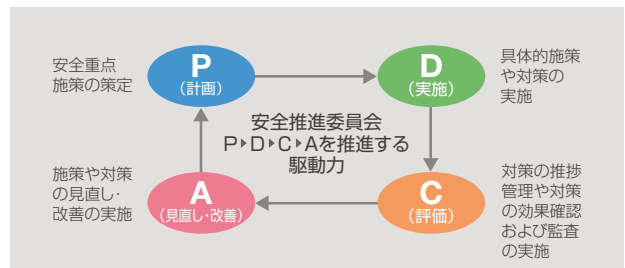 安全重点
施策の策定
P
(計画)
D
(実施)
具体的施策
や対策の
実施
安全推進委員会
P▸D▸C▸Aを推進する
駆動力
施策や対策
の見直し・
改善の実施
A
(見直し・改善)
C
(評価)
対策の推捗
管理や対策
の効果確認
および監査
の実施